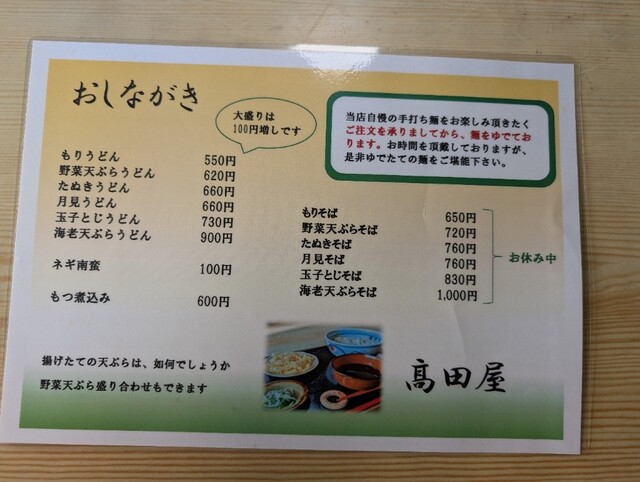 おしながき
大盛りは
100円増しです
当店自慢の手打ち麺をお楽しみ頂きたく
ご注文を承りましてから、麺をゆでて
おります。お時間を頂戴しておりますが、
是非ゆでたての麺をご堪能下さい。
もりうどん 550円
野菜天ぷらうどん 620円
たぬきうどん 660円
月見うどん 660円
玉子とじうどん 730円
海老天ぷらうどん 900円
ネギ南蛮 100円
もつ煮込み 600円
もりそば 650円
野菜天ぷらそば 720円
たぬきそば 760円
月見そば 760円
玉子とじそば 830円
海老天ぷらそば 1,000円
お休み中
揚げたての天ぷらは、如何でしょうか
野菜天ぷら盛り合わせもできます
髙田屋